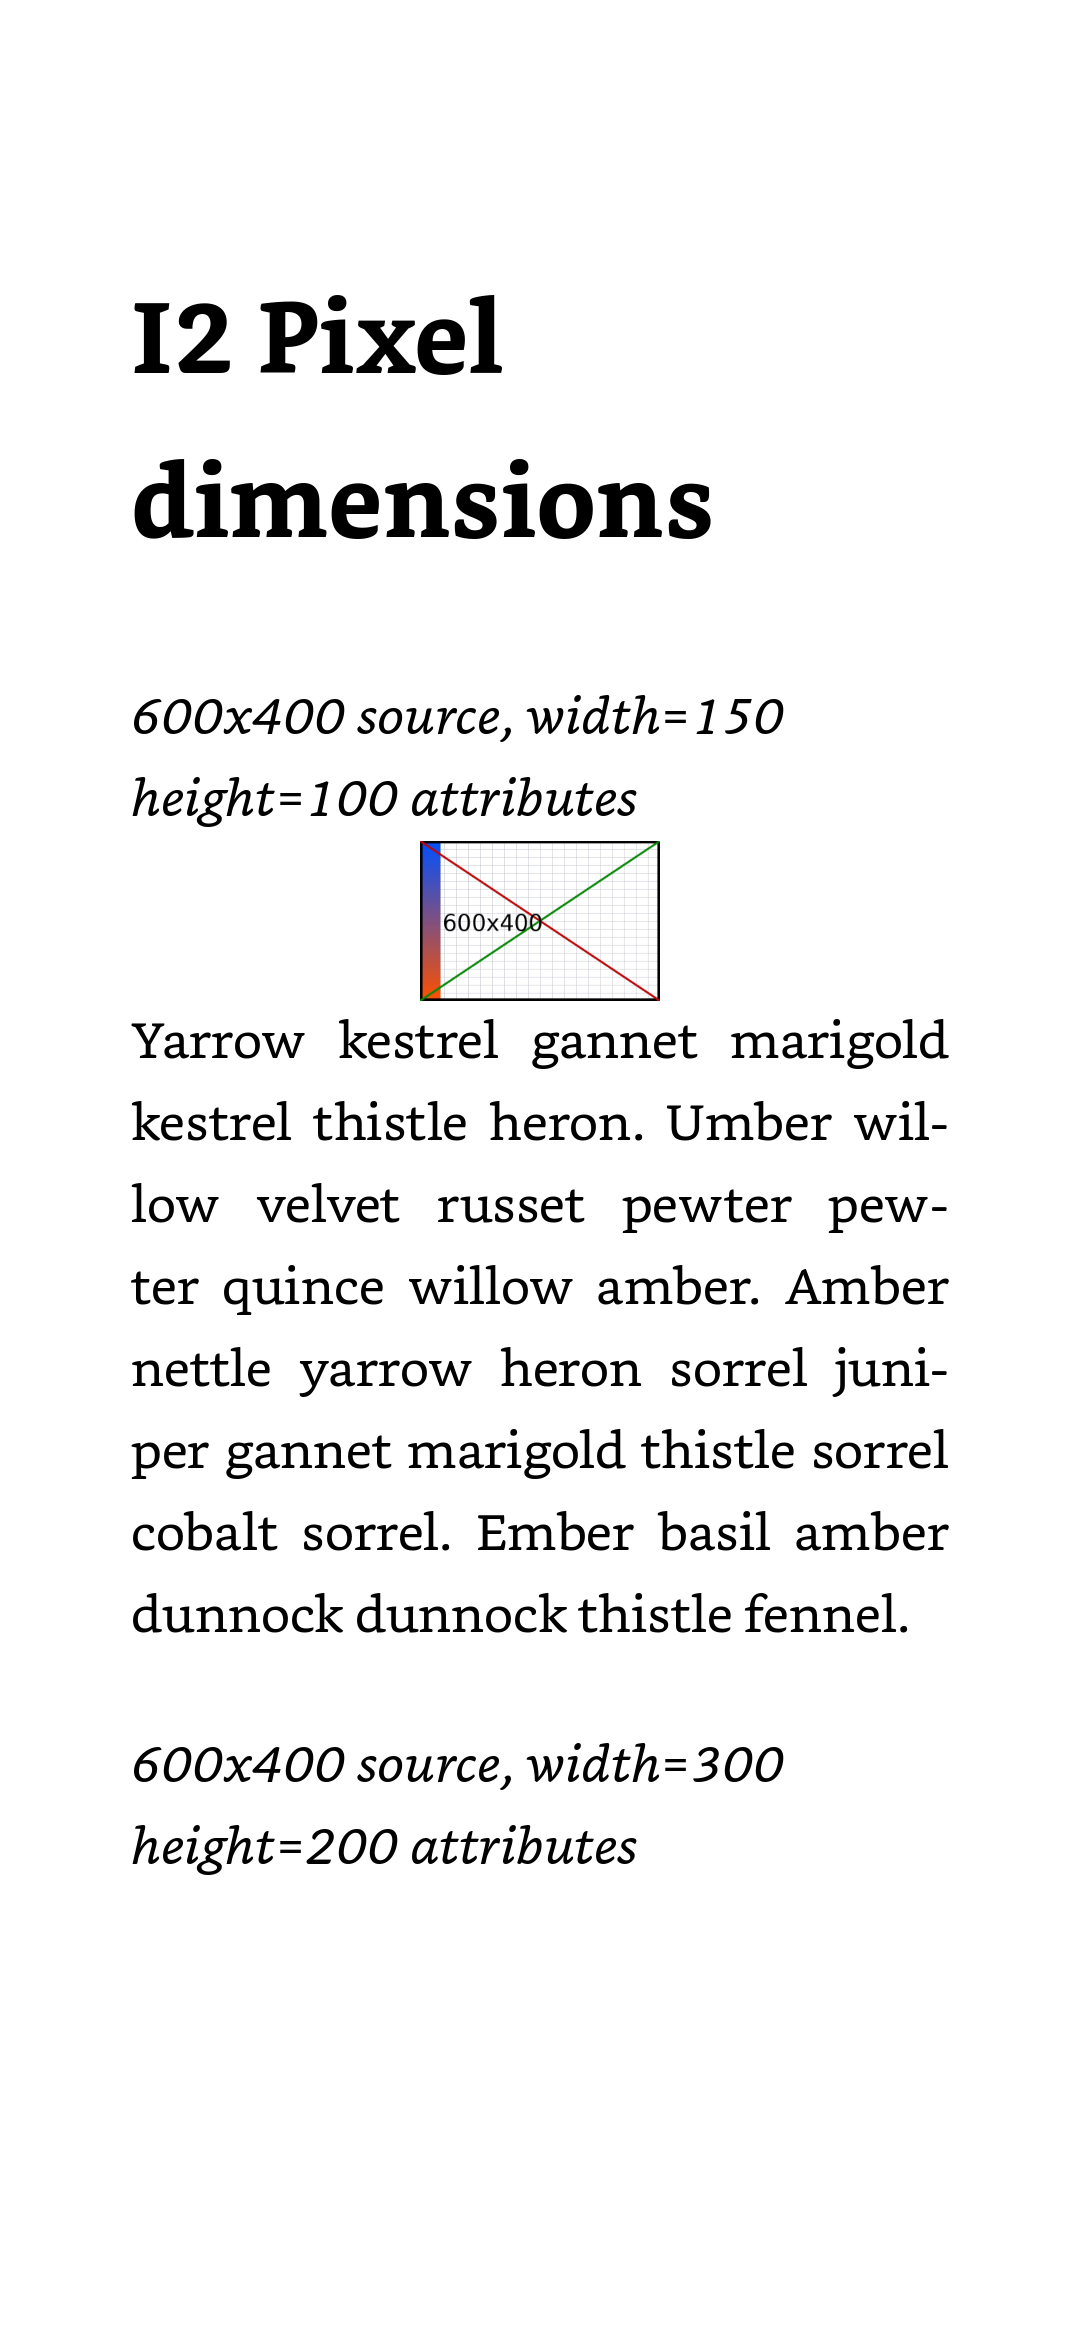 I2 Pixel
dimensions
600x400 source, width=150
height=100 attributes
600x400
Yarrow kestrel gannet marigold
kestrel thistle heron. Umber wil-
low velvet russet pewter pew-
ter quince willow amber. Amber
nettle yarrow heron sorrel juni-
per gannet marigold thistle sorrel
cobalt sorrel. Ember basil amber
dunnock dunnock thistle fennel.
600x400 source, width=300
height=200 attributes